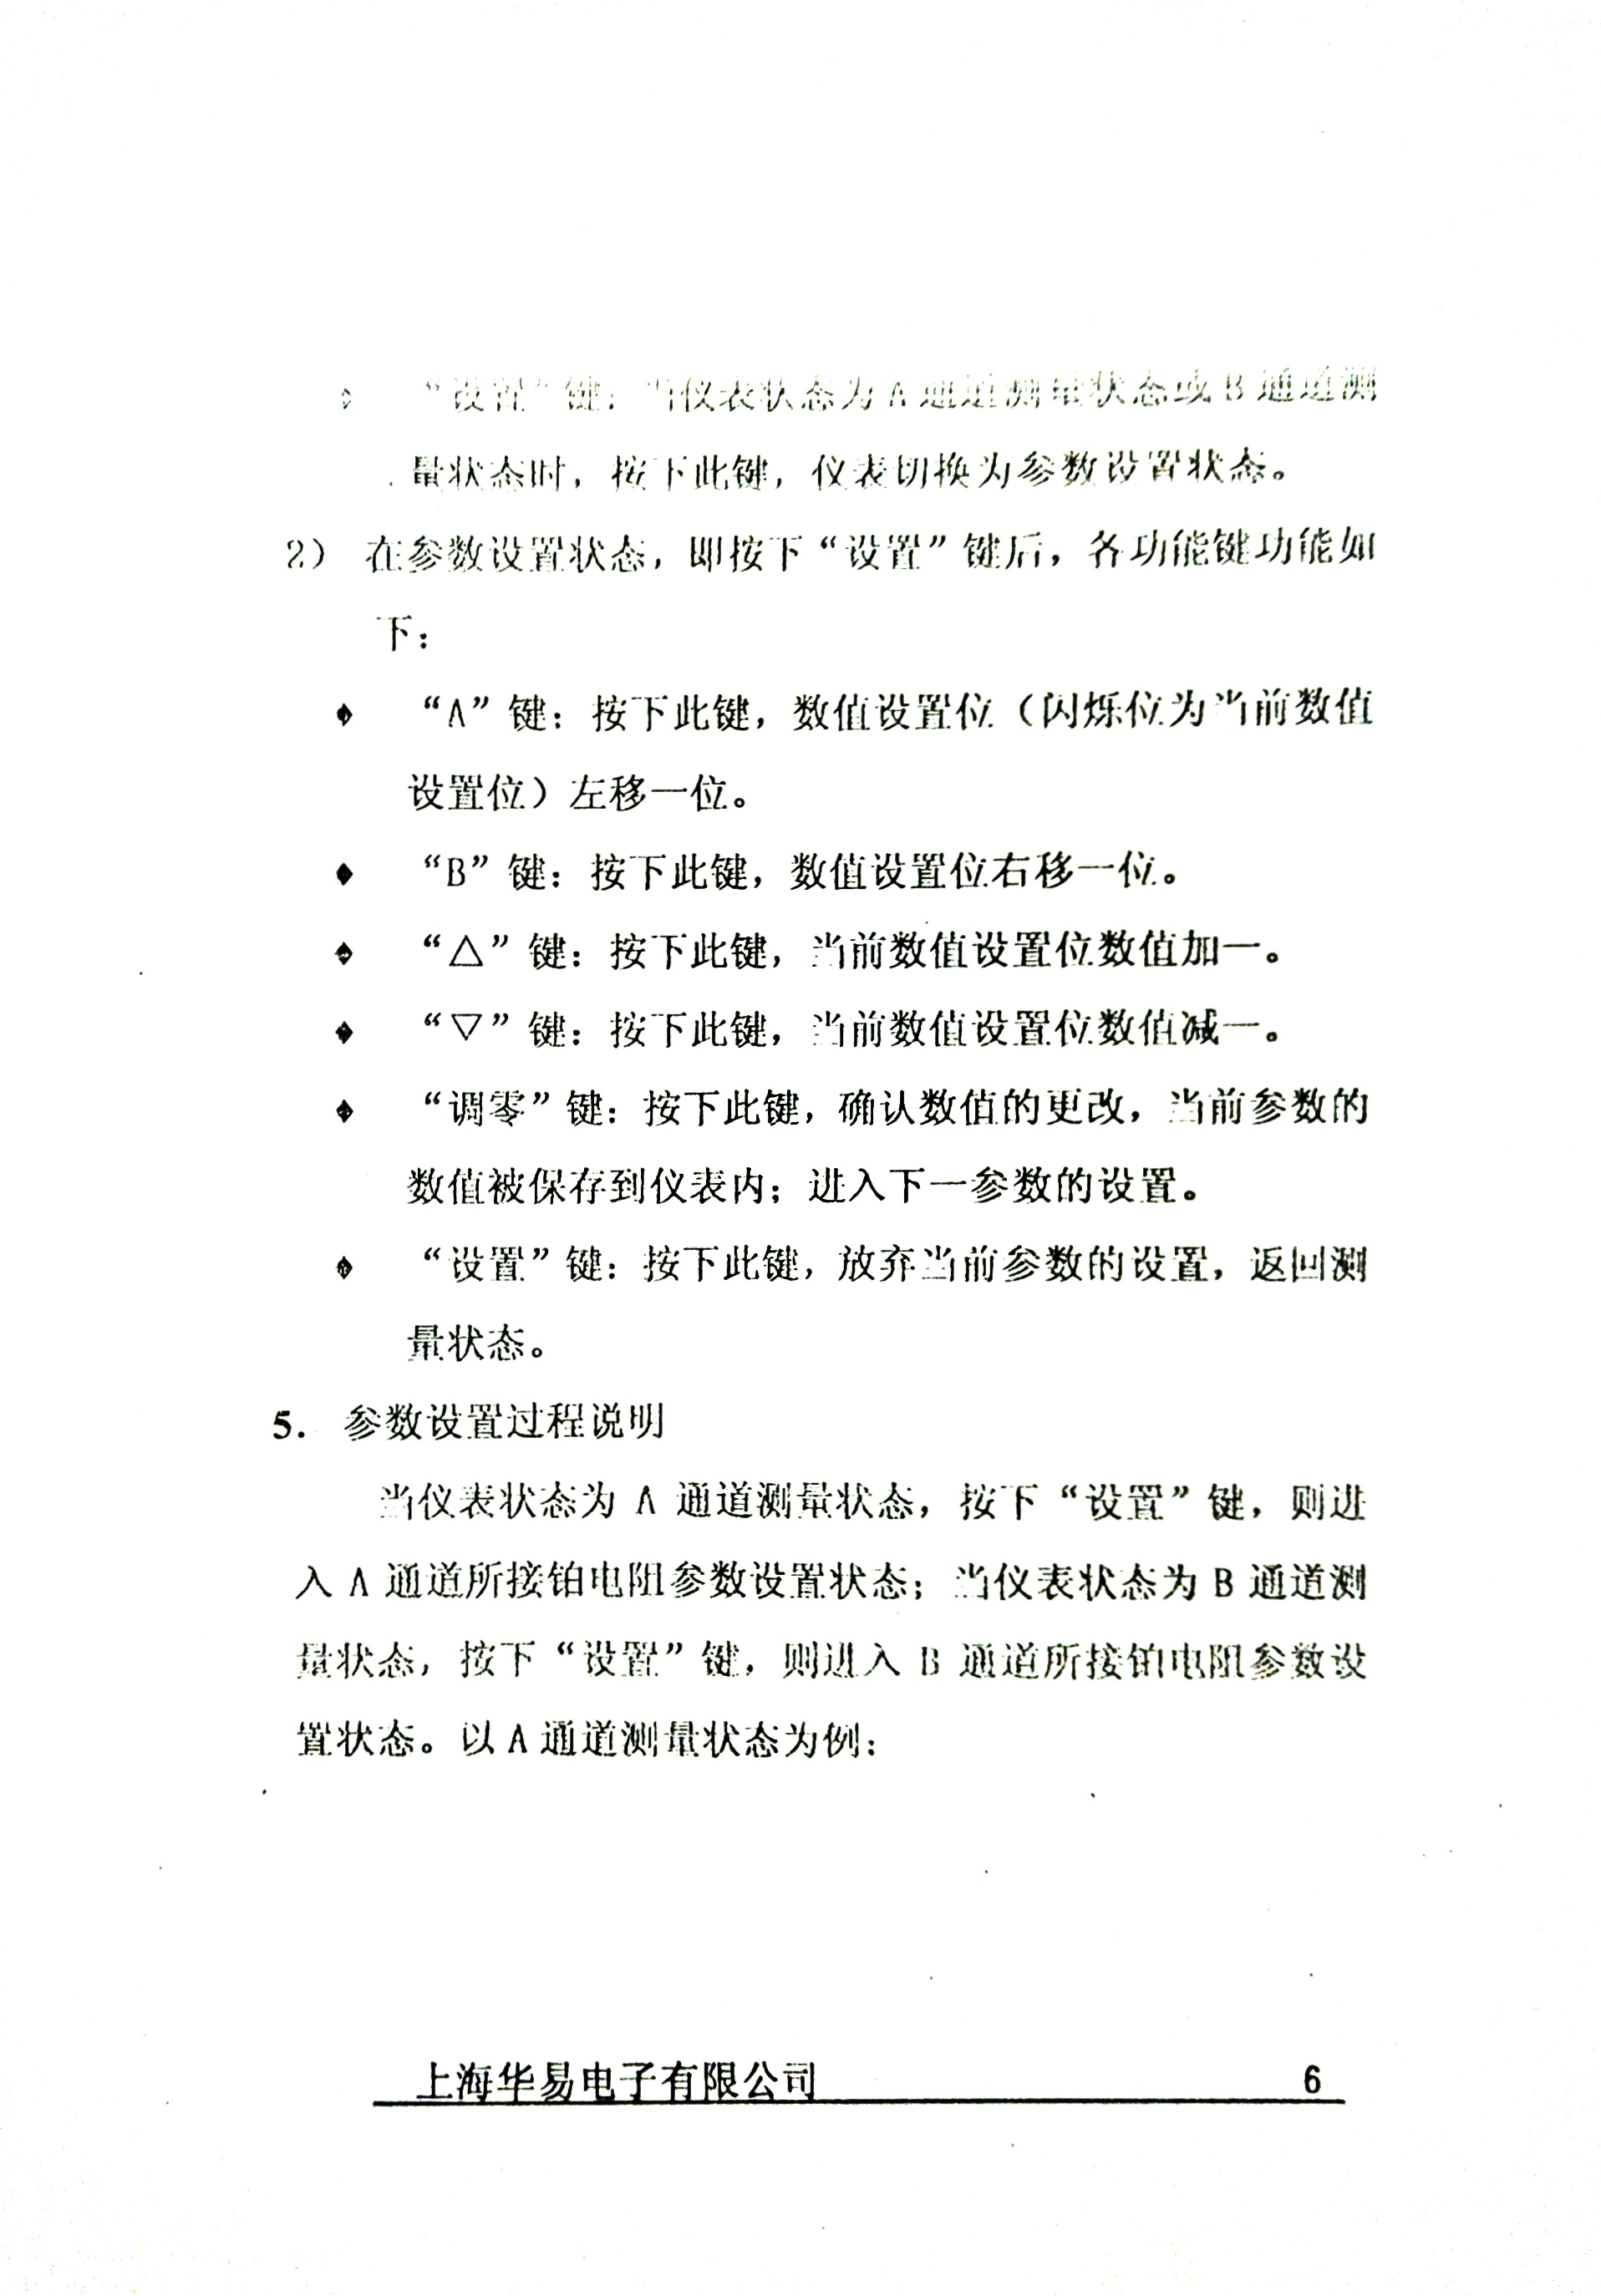 ◆ “设置”键：当仪表状态为 A 通道测量状态或 B 通道测
量状态时，按下此键，仪表切换为参数设置状态。
2） 在参数设置状态，即按下“设置”键后，各功能键功能如
下：
◆ “A”键：按下此键，数值设置位（闪烁位为当前数值
设置位）左移一位。
◆ “B”键：按下此键，数值设置位右移一位。
◆ “△”键：按下此键，当前数值设置位数值加一。
◆ “▽”键：按下此键，当前数值设置位数值减一。
◆ “调零”键：按下此键，确认数值的更改，当前参数的
数值被保存到仪表内；进入下一参数的设置。
◆ “设置”键：按下此键，放弃当前参数的设置，返回测
量状态。
5. 参数设置过程说明
当仪表状态为 A 通道测量状态，按下“设置”键，则进
入 A 通道所接铂电阻参数设置状态；当仪表状态为 B 通道测
量状态，按下“设置”键，则进入 B 通道所接铂电阻参数设
置状态。以 A 通道测量状态为例：
上海华易电子有限公司 6